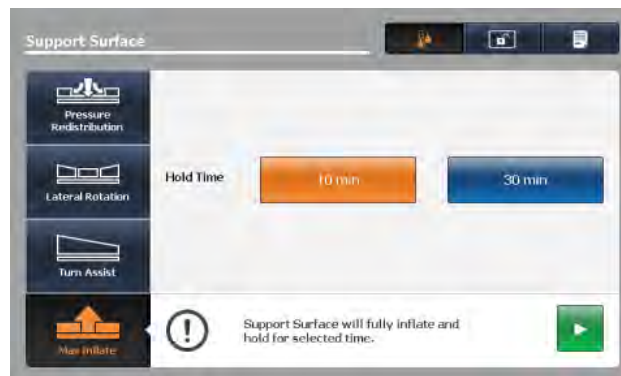 Support Surface
Pressure
Redistribution
Lateral Rotation
Turn Assist
Max Inflate
Hold Time
10 min
30 min
Support Surface will fully inflate and
hold for selected time.